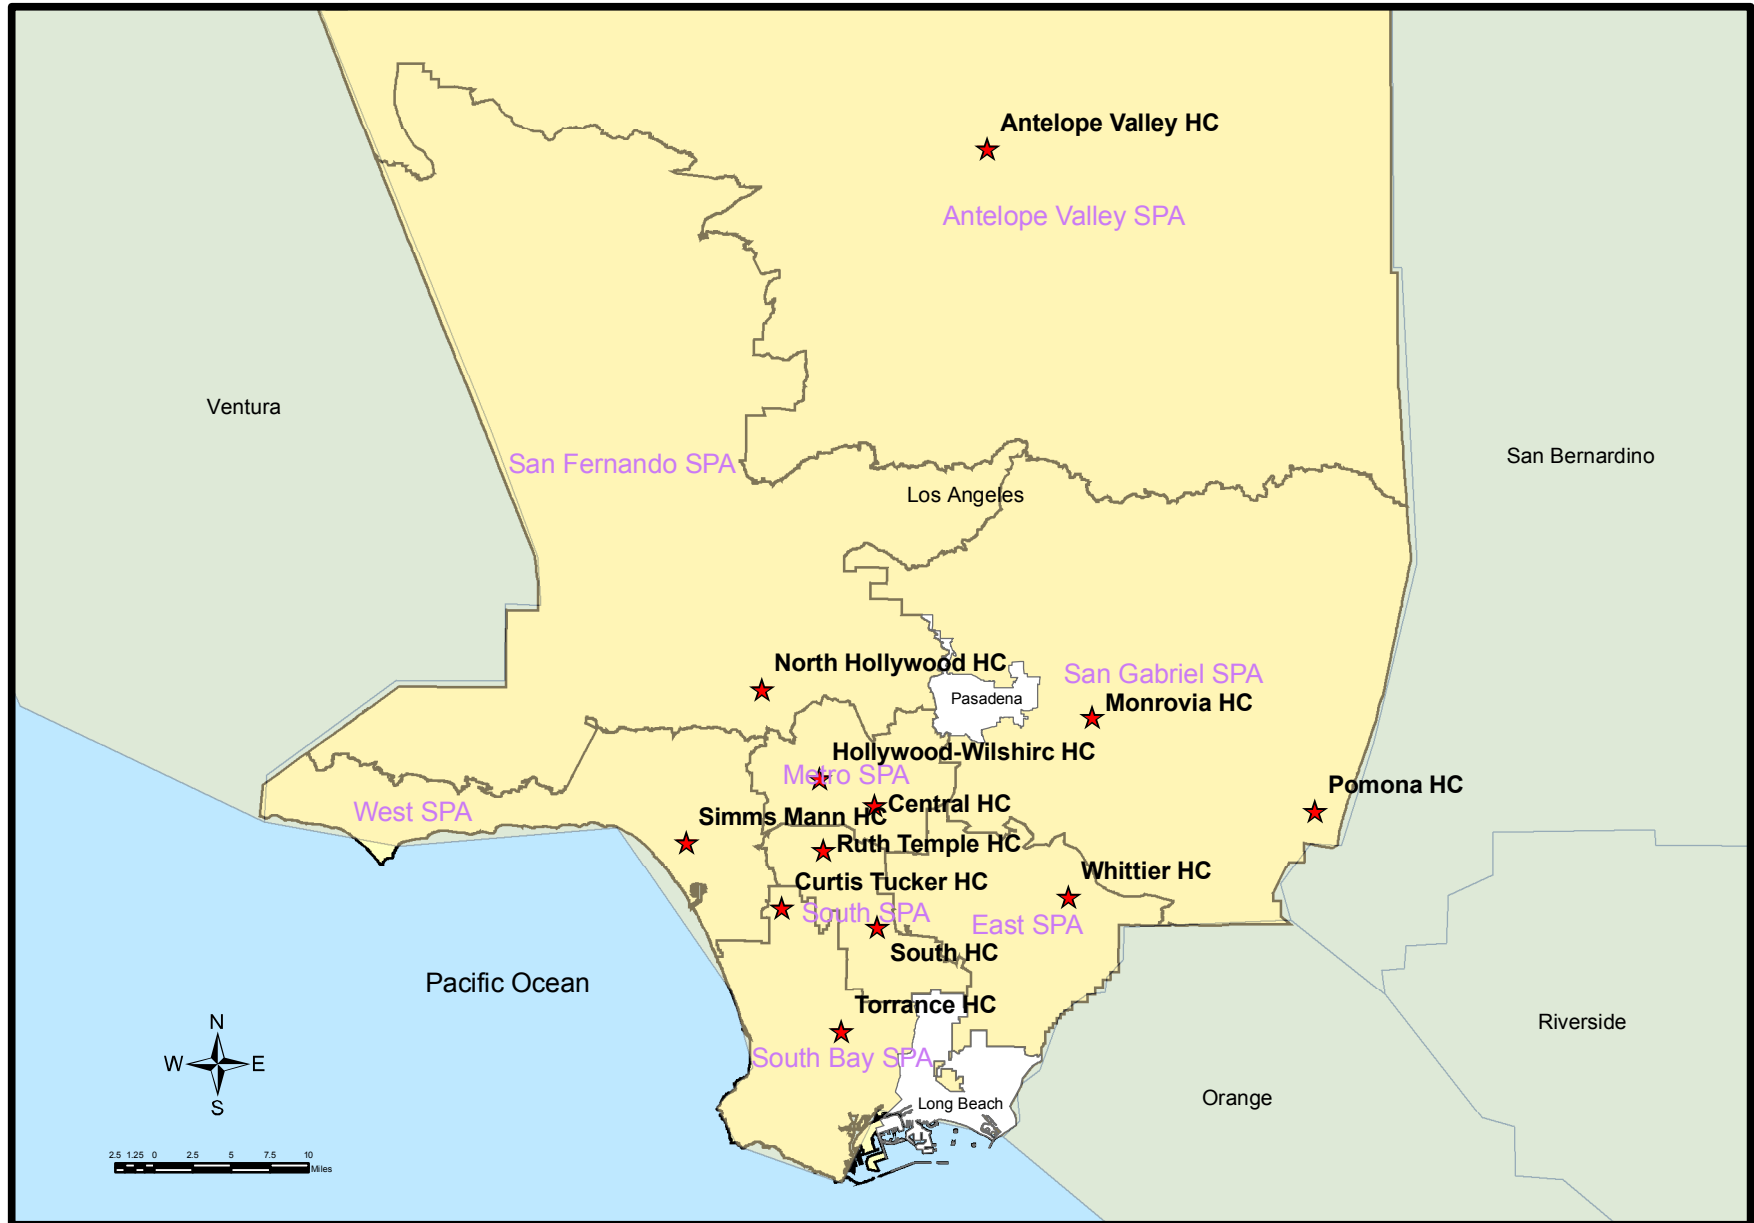 Antelope Valley HC
Antelope Valley SPA
Ventura
San Fernando SPA
San Bernardino
Los Angeles
North Hollywood HC
San Gabriel SPA
Pasadena
Monrovia HC
Hollywood-Wilshirc HC
Metro SPA
Pomona HC
West SPA
Central HC
Simms Mann HC
Ruth Temple HC
Whittier HC
Curtis Tucker HC
South SPA
East SPA
South HC
Pacific Ocean
Torrance HC
N
Riverside
South Bay SPA
W E
S
Long Beach
Orange
2.5 1.25 0 2.5 5 7.5 10
Miles